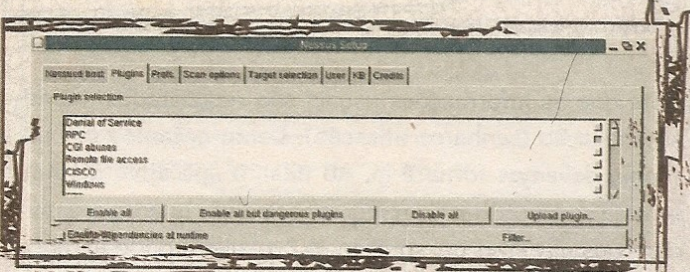 Nessus Setup
Nessusd host Plugins Prefs. Scan options Target selection User KB Credits
Plugin selection
Denial of Service
RPC
CGI abuses
Remote file access
CISCO
Windows
Enable all Enable all but dangerous plugins Disable all Upload plugin...
Enable dependencies at runtime Filter...